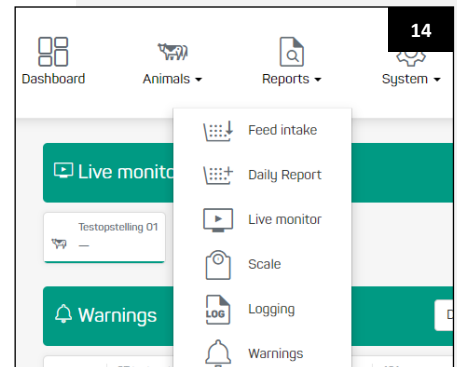 14
Dashboard
Animals
Reports
System
Feed intake
Daily Report
Live monitor
Scale
LOG
Logging
Warnings
Live monito
Testopstelling 01
—
Warnings